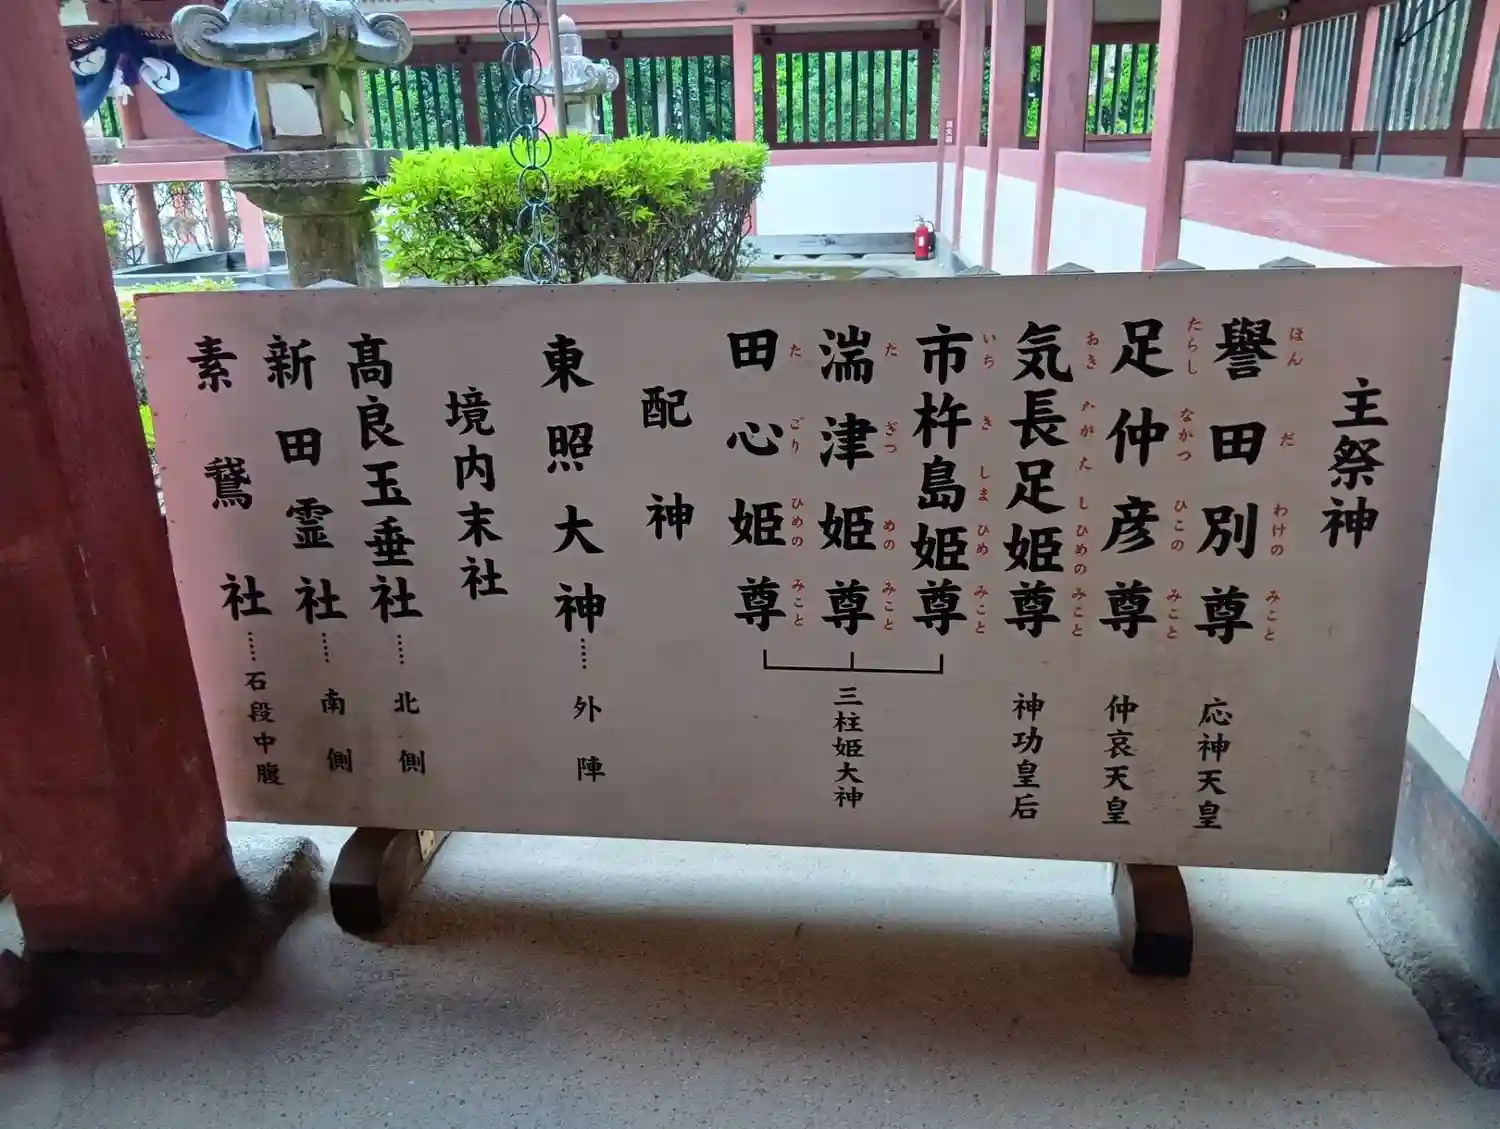 主祭神
譽田別尊 応神天皇
ほんだわけのみこと
足仲彦尊 仲哀天皇
たらしなかつひこのみこと
気長足姫尊 神功皇后
おきながたしひめのみこと
市杵島姫尊
いちきしまひめみこと
湍津姫尊
たぎつめのみこと
田心姫尊
たごりひめのみこと
三柱姫大神
配神
東照大神……外陣
境内末社
高良玉垂社……北側
新田霊社……南側
素鵞社……石段中腹